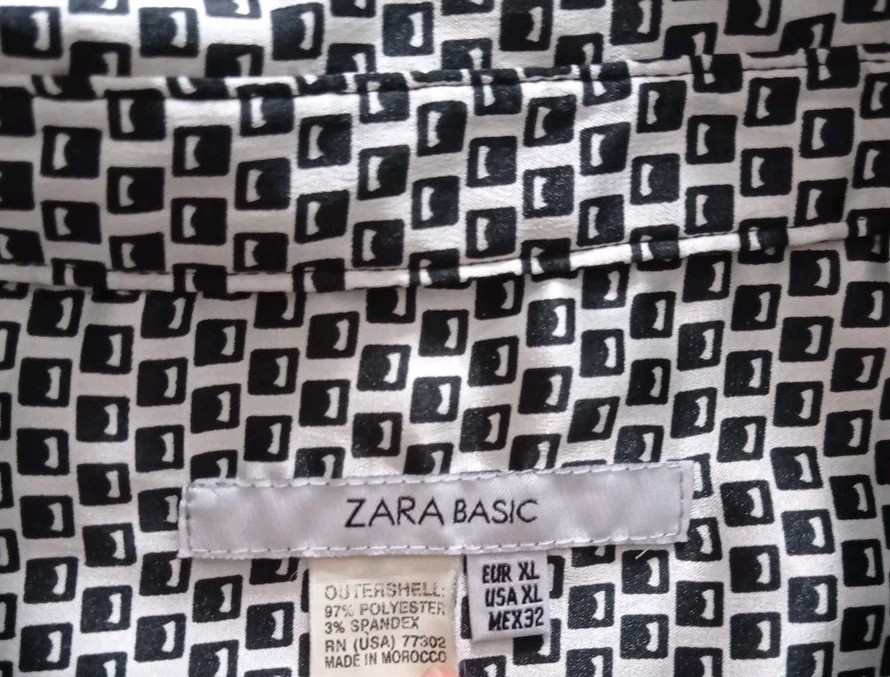 ZARA BASIC
OUTERSHELL:
97% POLYESTER
3% SPANDEX
RN (USA) 77302
MADE IN MOROCCO
EUR XL
USA XL
MEX32